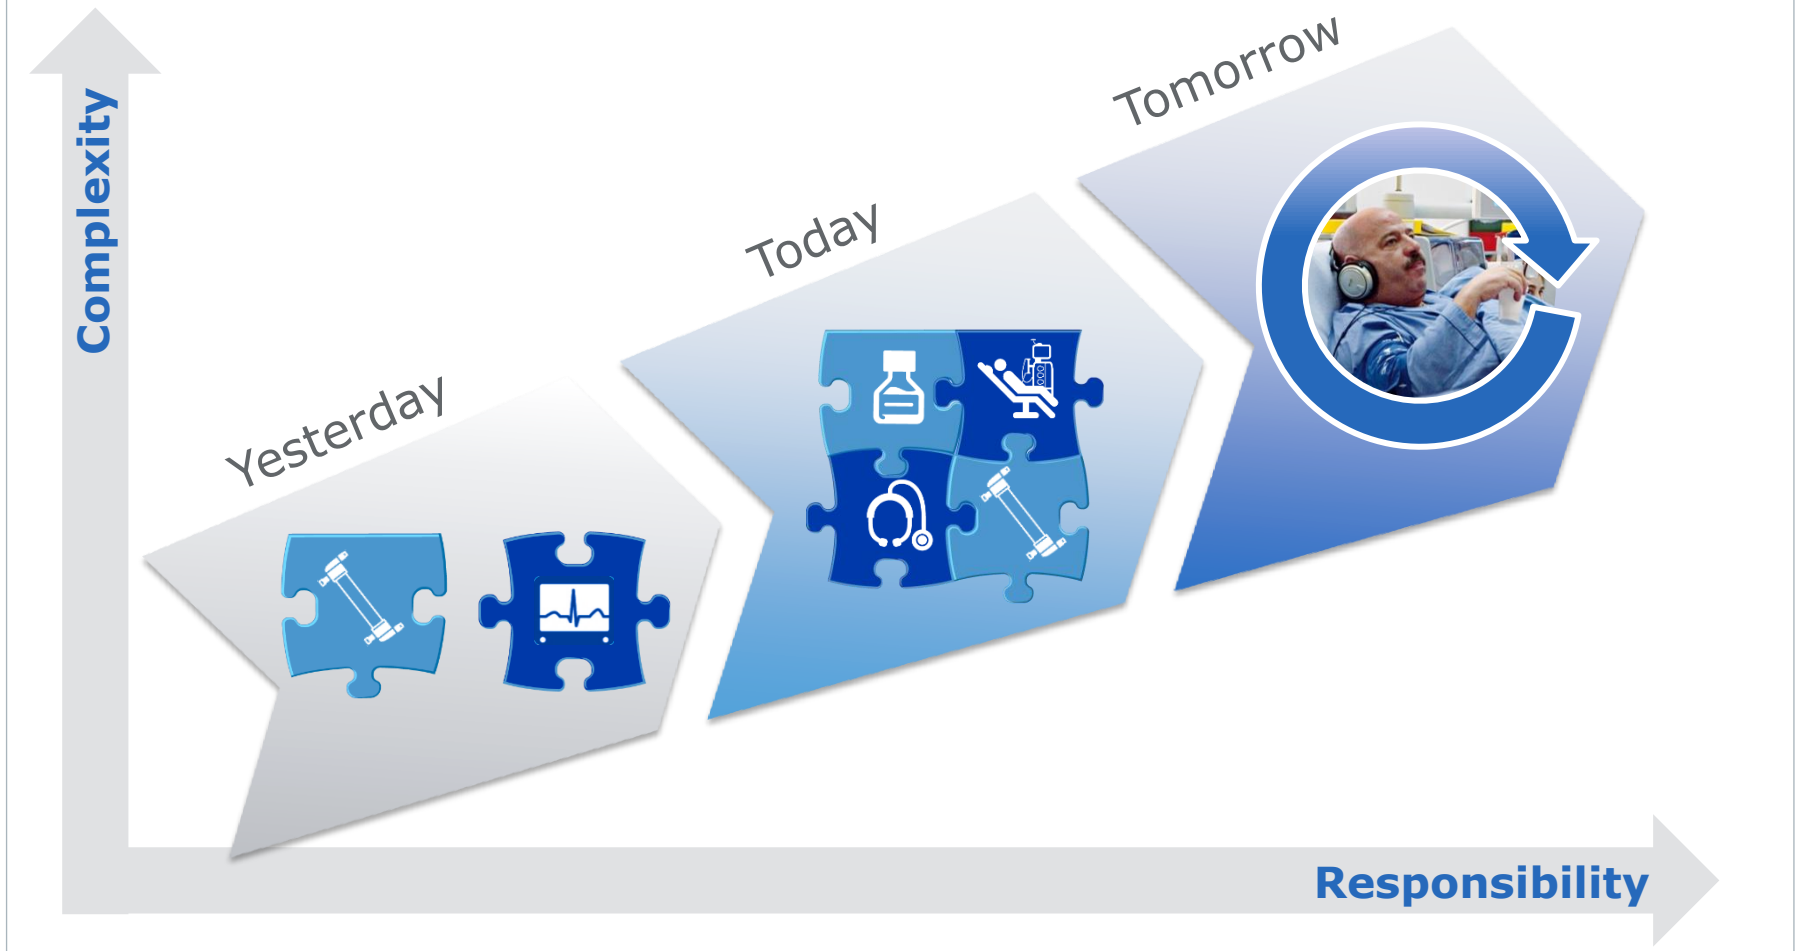 Complexity
Yesterday
Today
Tomorrow
Responsibility